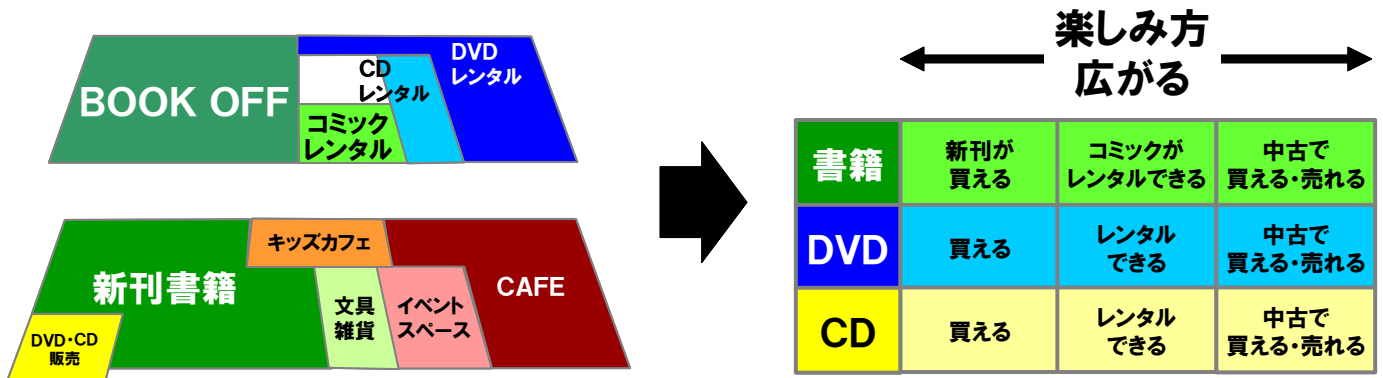 BOOK OFF
DVD
レンタル
CD
レンタル
コミック
レンタル
キッズカフェ
新刊書籍
文具
雑貨
イベント
スペース
CAFE
DVD・CD
販売
楽しみ方
広がる
書籍
新刊が
買える
コミックが
レンタルできる
中古で
買える・売れる
DVD
買える
レンタル
できる
中古で
買える・売れる
CD
買える
レンタル
できる
中古で
買える・売れる